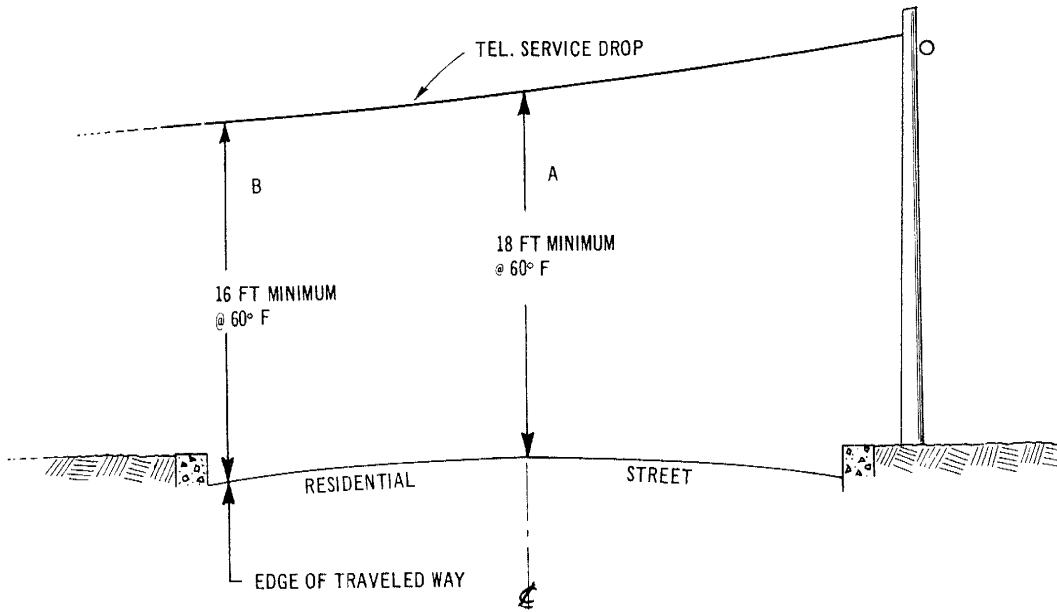 TEL. SERVICE DROP
B
A
18 FT MINIMUM
@ 60° F
16 FT MINIMUM
@ 60° F
RESIDENTIAL STREET
EDGE OF TRAVELED WAY
℄